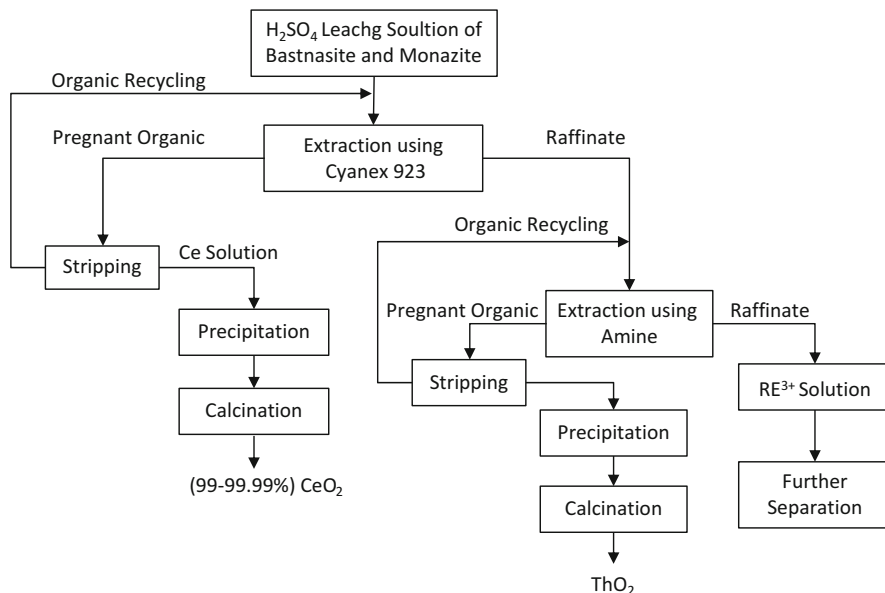 H₂SO₄ Leachg Soultion of
Bastnasite and Monazite
Organic Recycling
Pregnant Organic
Extraction using
Cyanex 923
Raffinate
Organic Recycling
Stripping
Ce Solution
Pregnant Organic
Extraction using
Amine
Raffinate
Precipitation
Stripping
RE³⁺ Solution
Calcination
Precipitation
(99-99.99%) CeO₂
Further
Separation
Calcination
ThO₂